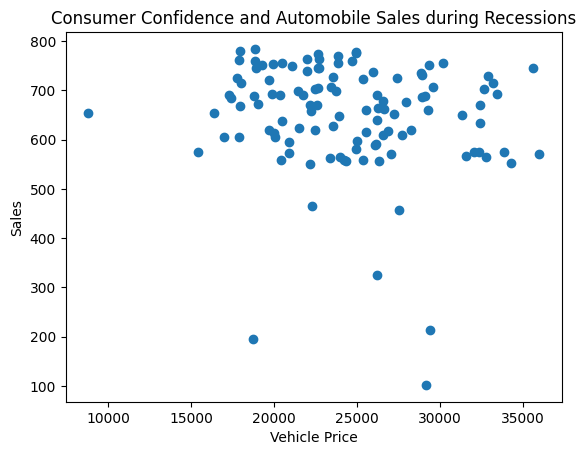 Consumer Confidence and Automobile Sales during Recessions
800
700
600
500
400
300
200
100
Sales
10000 15000 20000 25000 30000 35000
Vehicle Price